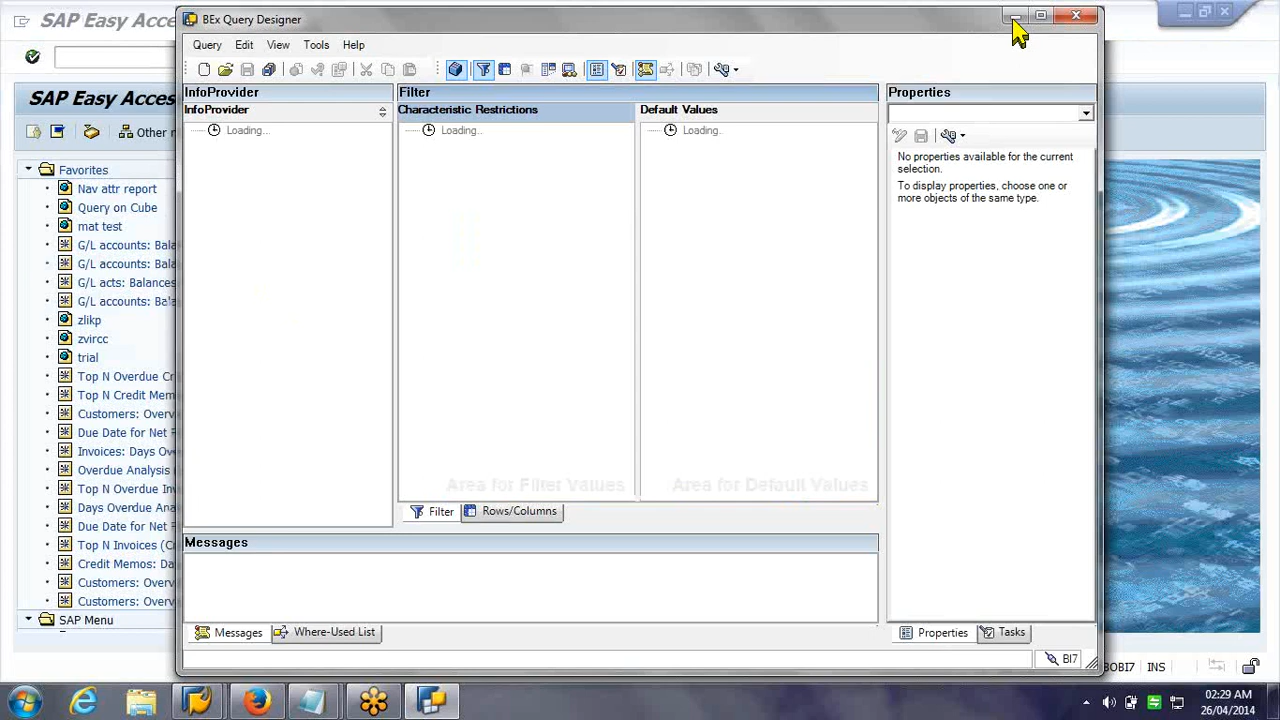 SAP Easy Acce
BEx Query Designer
Query Edit View Tools Help
SAP Easy Acces
Other
Favorites
Nav attr report
Query on Cube
mat test
G/L accounts: Bala
G/L accounts: Bala
G/L acts: Balances
G/L accounts: Bala
zlikp
zvircc
trial
Top N Overdue Cr
Top N Credit Mem
Customers: Overv
Due Date for Net P
Invoices: Days Ov
Overdue Analysis
Top N Overdue Inv
Days Overdue Ana
Due Date for Net
Top N Invoices (C
Credit Memos: Da
Customers: Overv
Customers: Overv
SAP Menu
InfoProvider
InfoProvider
Loading...
Filter
Characteristic Restrictions
Loading..
Default Values
Loading.
Area for Filter Values
Area for Default Values
Filter Rows/Columns
Messages
Messages Where-Used List
Properties
No properties available for the current
selection.
To display properties, choose one or
more objects of the same type.
Properties Tasks
BI7
BOBI7 INS
02:29 AM
26/04/2014